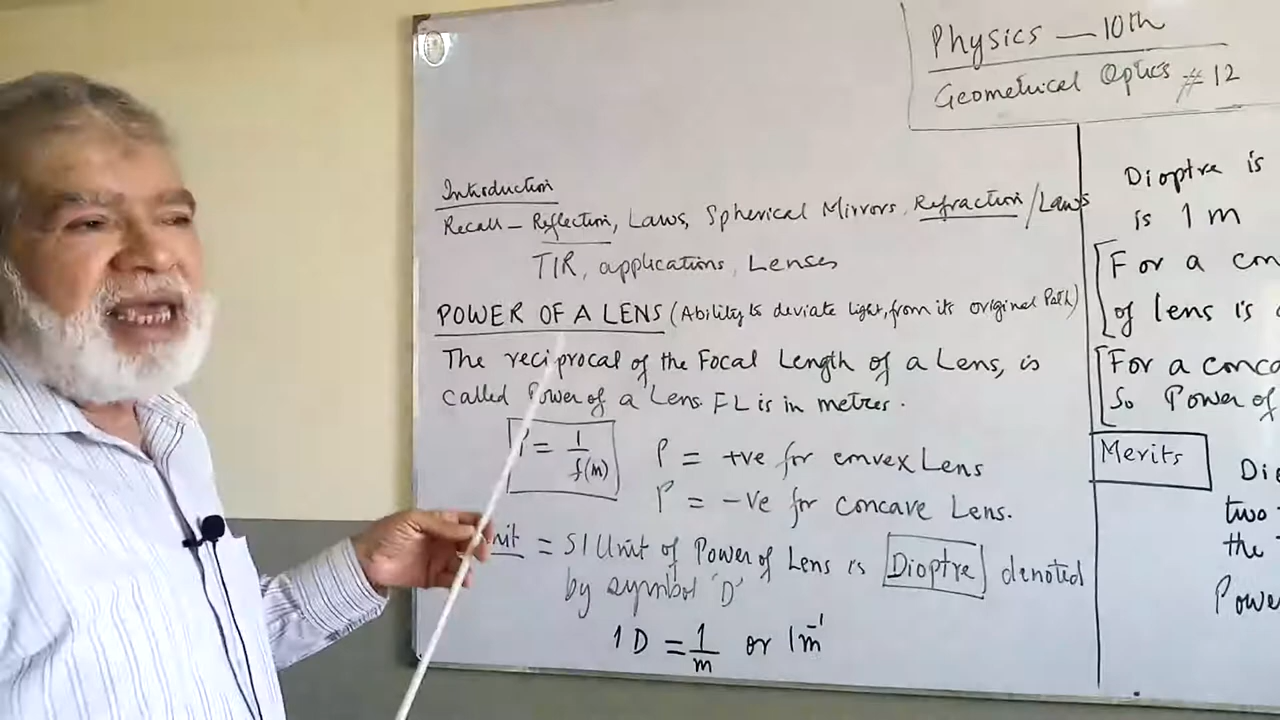 Physics — 10th
Geometrical Optics # 12
Introduction
Recall – Reflection, Laws, Spherical Mirrors, Refraction / Laws
TIR, applications, Lenses
POWER OF A LENS (Ability to deviate light, from its original Path)
The reciprocal of the Focal Length of a Lens, is
called Power of a Lens. FL is in metres.
P = 1/f(m)
P = +ve for convex Lens
P = -ve for concave Lens.
Unit = SI Unit of Power of Lens is Dioptre denoted
by symbol 'D'
1 D = 1/m or 1 m⁻¹
Dioptre is
is 1 m
For a con
of lens is
For a conca
So Power of
Merits
two
the
Power